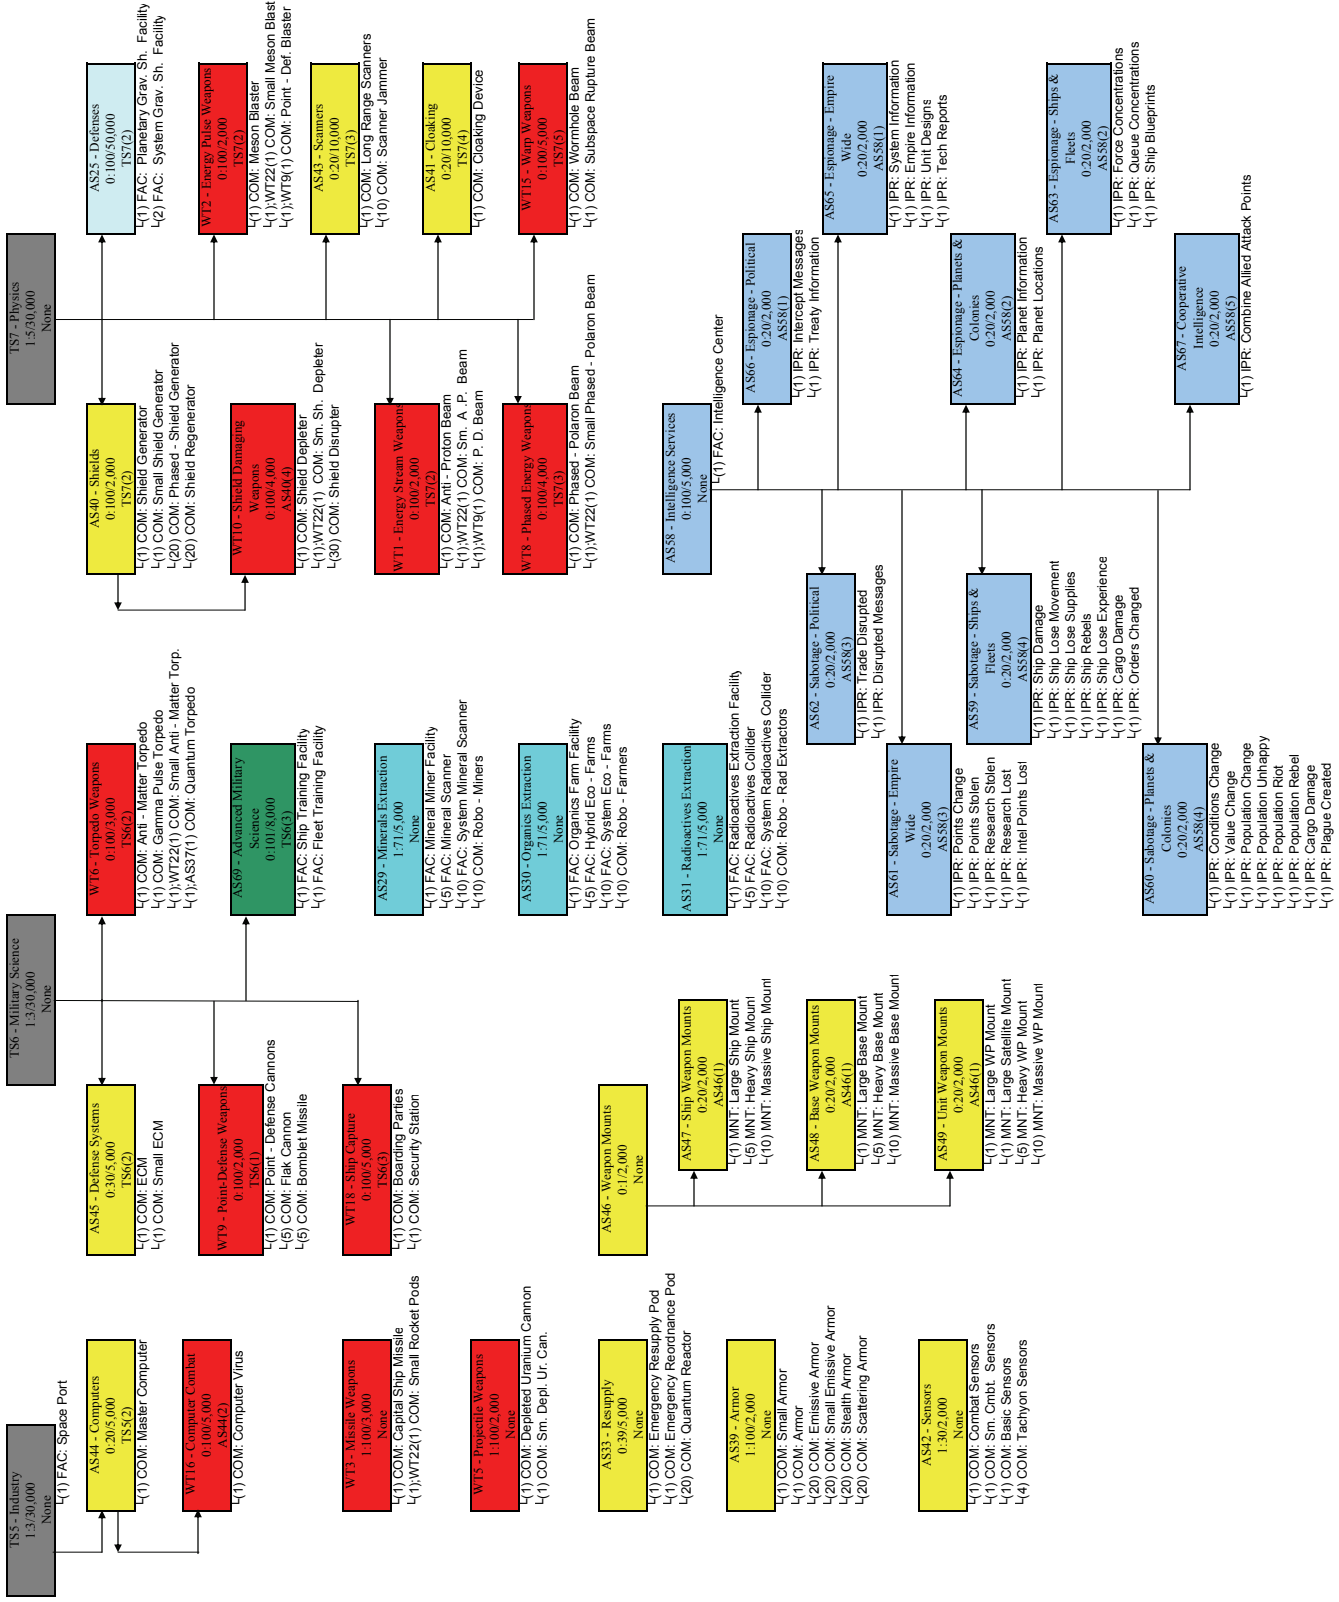 TS5 - Industry
1:3/30,000
None
L(1) FAC: Space Port
AS44 - Computers
0:20/5,000
TS5(2)
L(1) COM: Master Computer
WT16 - Computer Combat
0:100/5,000
AS44(2)
L(1) COM: Computer Virus
WT3 - Missile Weapons
1:100/3,000
None
L(1) COM: Capital Ship Missile
L(1);WT22(1) COM: Small Rocket Pods
WT5 - Projectile Weapons
1:100/2,000
None
L(1) COM: Depleted Uranium Cannon
L(1) COM: Sm. Depl. Ur. Can.
AS33 - Resupply
0:39/5,000
None
L(1) COM: Emergency Resupply Pod
L(1) COM: Emergency Reordnance Pod
L(20) COM: Quantum Reactor
AS39 - Armor
1:100/2,000
None
L(1) COM: Small Armor
L(1) COM: Armor
L(20) COM: Emissive Armor
L(20) COM: Small Emissive Armor
L(20) COM: Stealth Armor
L(20) COM: Scattering Armor
AS42 - Sensors
1:30/2,000
None
L(1) COM: Combat Sensors
L(1) COM: Sm. Cmbt. Sensors
L(1) COM: Basic Sensors
L(4) COM: Tachyon Sensors
TS6 - Military Science
1:3/30,000
None
AS45 - Defense Systems
0:30/5,000
TS6(2)
L(1) COM: ECM
L(1) COM: Small ECM
WT9 - Point-Defense Weapons
0:100/2,000
TS6(1)
L(1) COM: Point - Defense Cannons
L(5) COM: Flak Cannon
L(5) COM: Bomblet Missile
WT18 - Ship Capture
0:100/5,000
TS6(3)
L(1) COM: Boarding Parties
L(1) COM: Security Station
WT6 - Torpedo Weapons
0:100/3,000
TS6(2)
L(1) COM: Anti - Matter Torpedo
L(1) COM: Gamma Pulse Torpedo
L(1);WT22(1) COM: Small Anti - Matter Torp.
L(1);AS37(1) COM: Quantum Torpedo
AS69 - Advanced Military
Science
0:101/8,000
TS6(3)
L(1) FAC: Ship Training Facility
L(1) FAC: Fleet Training Facility
AS29 - Minerals Extraction
1:71/5,000
None
L(1) FAC: Mineral Miner Facility
L(5) FAC: Mineral Scanner
L(10) FAC: System Mineral Scanner
L(10) COM: Robo - Miners
AS30 - Organics Extraction
1:71/5,000
None
L(1) FAC: Organics Farm Facility
L(5) FAC: Hybrid Eco - Farms
L(10) FAC: System Eco - Farms
L(10) COM: Robo - Farmers
AS31 - Radioactives Extraction
1:71/5,000
None
L(1) FAC: Radioactives Extraction Facility
L(5) FAC: Radioactives Collider
L(10) FAC: System Radioactives Collider
L(10) COM: Robo - Rad Extractors
AS46 - Weapon Mounts
0:1/2,000
None
AS47 - Ship Weapon Mounts
0:20/2,000
AS46(1)
L(1) MNT: Large Ship Mount
L(5) MNT: Heavy Ship Mount
L(10) MNT: Massive Ship Mount
AS48 - Base Weapon Mounts
0:20/2,000
AS46(1)
L(1) MNT: Large Base Mount
L(5) MNT: Heavy Base Mount
L(10) MNT: Massive Base Mount
AS49 - Unit Weapon Mounts
0:20/2,000
AS46(1)
L(1) MNT: Large WP Mount
L(1) MNT: Large Satellite Mount
L(5) MNT: Heavy WP Mount
L(10) MNT: Massive WP Mount
TS7 - Physics
1:5/30,000
None
AS40 - Shields
0:100/2,000
TS7(2)
L(1) COM: Shield Generator
L(1) COM: Small Shield Generator
L(20) COM: Phased - Shield Generator
L(20) COM: Shield Regenerator
WT10 - Shield Damaging
Weapons
0:100/4,000
AS40(4)
L(1) COM: Shield Depleter
L(1);WT22(1) COM: Sm. Sh. Depleter
L(30) COM: Shield Disrupter
WT1 - Energy Stream Weapons
0:100/2,000
TS7(2)
L(1) COM: Anti - Proton Beam
L(1);WT22(1) COM: Sm. A .P. Beam
L(1);WT9(1) COM: P. D. Beam
WT8 - Phased Energy Weapons
0:100/4,000
TS7(3)
L(1) COM: Phased - Polaron Beam
L(1);WT22(1) COM: Small Phased - Polaron Beam
AS25 - Defenses
0:100/50,000
TS7(2)
L(1) FAC: Planetary Grav. Sh. Facility
L(2) FAC: System Grav. Sh. Facility
WT2 - Energy Pulse Weapons
0:100/2,000
TS7(2)
L(1) COM: Meson Blaster
L(1);WT22(1) COM: Small Meson Blast
L(1);WT9(1) COM: Point - Def. Blaster
AS43 - Scanners
0:20/10,000
TS7(3)
L(1) COM: Long Range Scanners
L(10) COM: Scanner Jammer
AS41 - Cloaking
0:20/10,000
TS7(4)
L(1) COM: Cloaking Device
WT15 - Warp Weapons
0:100/5,000
TS7(5)
L(1) COM: Wormhole Beam
L(1) COM: Subspace Rupture Beam
AS58 - Intelligence Services
0:100/5,000
None
L(1) FAC: Intelligence Center
AS62 - Sabotage - Political
0:20/2,000
AS58(3)
L(1) IPR: Trade Disrupted
L(1) IPR: Disrupted Messages
AS61 - Sabotage - Empire
Wide
0:20/2,000
AS58(3)
L(1) IPR: Points Change
L(1) IPR: Points Stolen
L(1) IPR: Research Stolen
L(1) IPR: Research Lost
L(1) IPR: Intel Points Lost
AS59 - Sabotage - Ships &
Fleets
0:20/2,000
AS58(4)
L(1) IPR: Ship Damage
L(1) IPR: Ship Lose Movement
L(1) IPR: Ship Lose Supplies
L(1) IPR: Ship Rebels
L(1) IPR: Ship Lose Experience
L(1) IPR: Cargo Damage
L(1) IPR: Orders Changed
AS60 - Sabotage - Planets &
Colonies
0:20/2,000
AS58(4)
L(1) IPR: Conditions Change
L(1) IPR: Value Change
L(1) IPR: Population Change
L(1) IPR: Population Unhappy
L(1) IPR: Population Riot
L(1) IPR: Population Rebel
L(1) IPR: Cargo Damage
L(1) IPR: Plague Created
AS66 - Espionage - Political
0:20/2,000
AS58(1)
L(1) IPR: Intercept Messages
L(1) IPR: Treaty Information
AS65 - Espionage - Empire
Wide
0:20/2,000
AS58(1)
L(1) IPR: System Information
L(1) IPR: Empire Information
L(1) IPR: Unit Designs
L(1) IPR: Tech Reports
AS64 - Espionage - Planets &
Colonies
0:20/2,000
AS58(2)
L(1) IPR: Planet Information
L(1) IPR: Planet Locations
AS63 - Espionage - Ships &
Fleets
0:20/2,000
AS58(2)
L(1) IPR: Force Concentrations
L(1) IPR: Queue Concentrations
L(1) IPR: Ship Blueprints
AS67 - Cooperative
Intelligence
0:20/2,000
AS58(5)
L(1) IPR: Combine Allied Attack Points